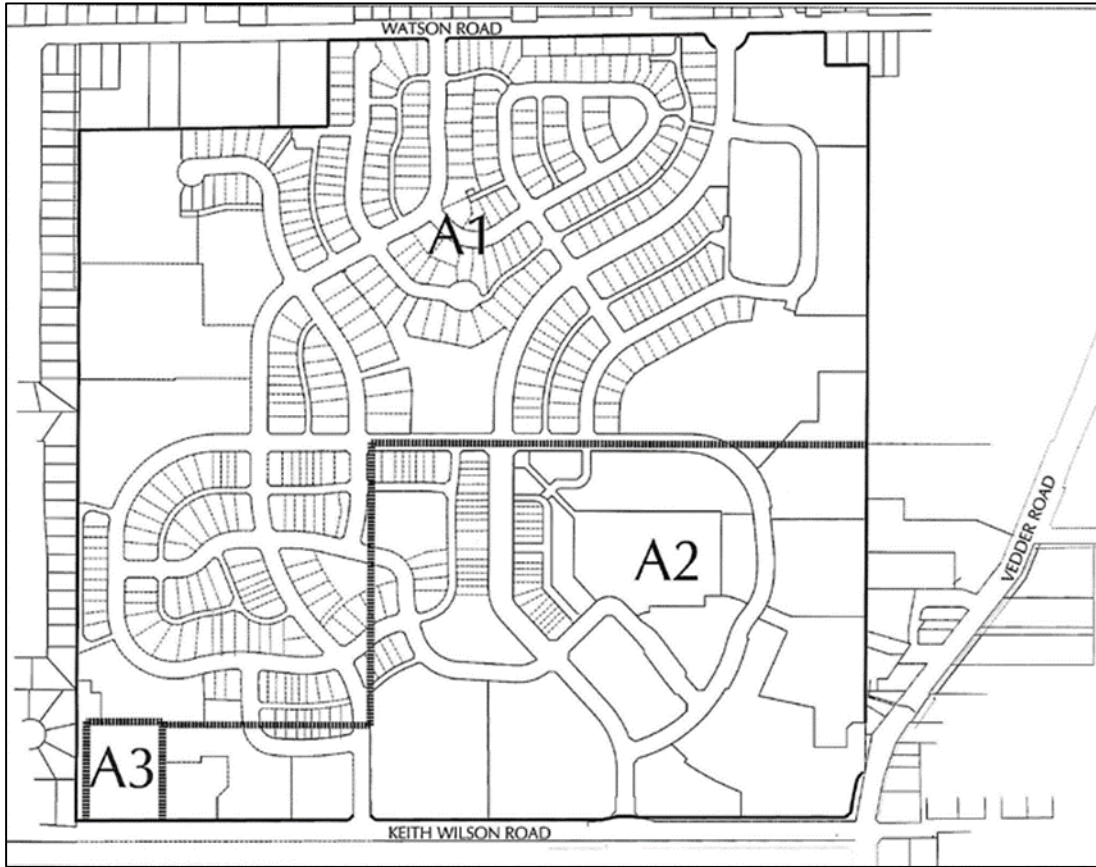 WATSON ROAD
A1
A2
VEDDER ROAD
A3
KEITH WILSON ROAD